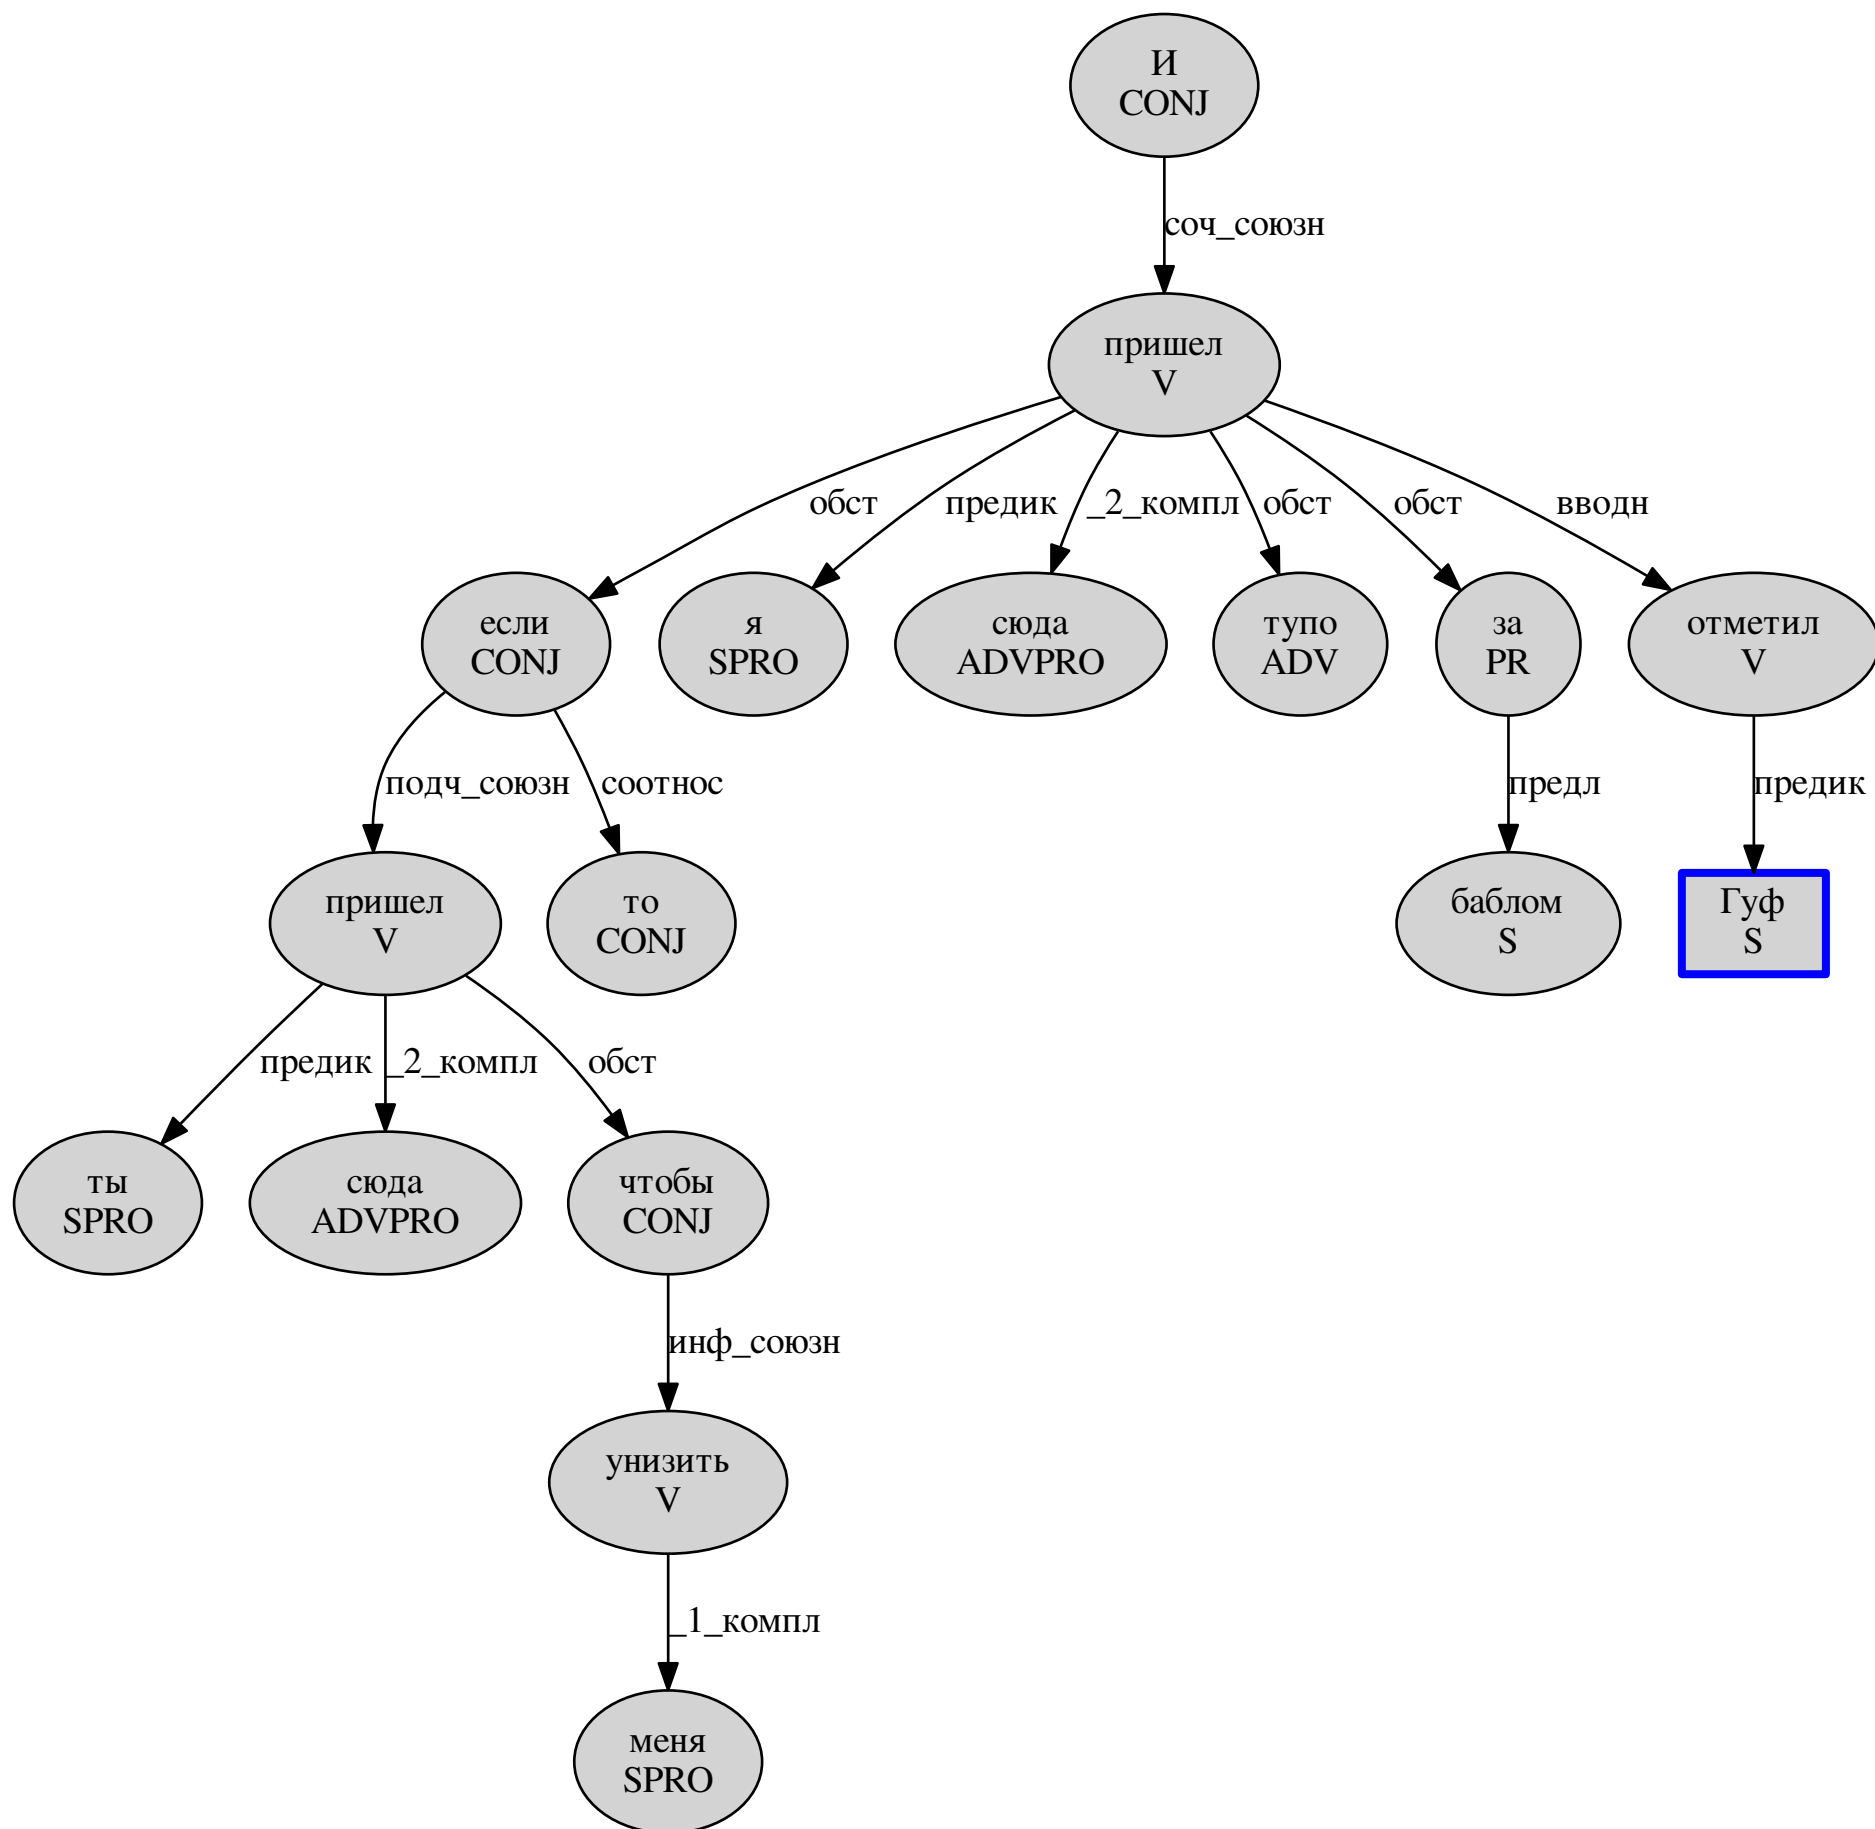 И
CONJ
соч_союзн
пришел
V
обст
предик
_2_компл
обст
обст
вводн
если
CONJ
я
SPRO
сюда
ADVPRO
тупо
ADV
за
PR
отметил
V
подч_союзн
соотнос
предл
предик
пришел
V
то
CONJ
баблом
S
Гуф
S
предик
_2_компл
обст
ты
SPRO
сюда
ADVPRO
чтобы
CONJ
инф_союзн
унизить
V
_1_компл
меня
SPRO